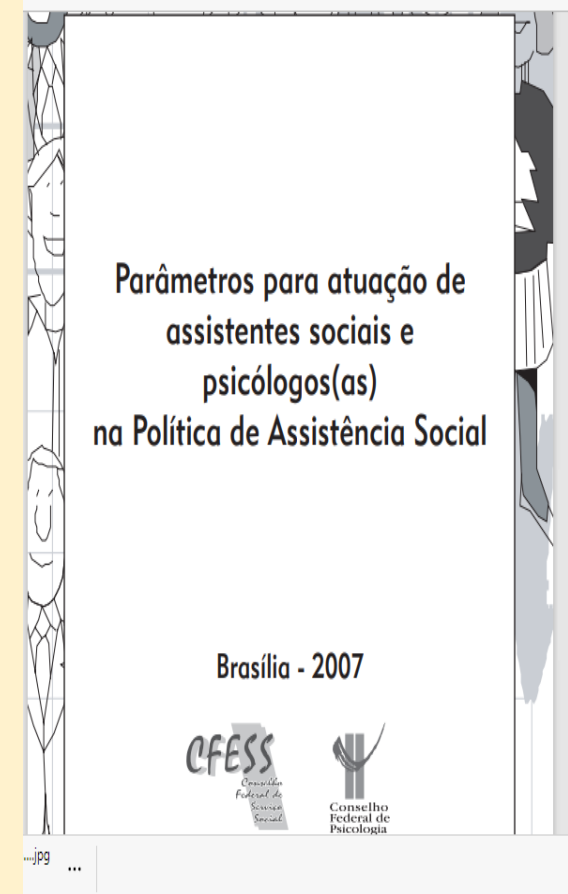 Parâmetros para atuação de
assistentes sociais e
psicólogos(as)
na Política de Assistência Social
Brasília - 2007
CFESS
Conselho
Federal de
Serviço
Social
Conselho
Federal de
Psicologia
....jpg
...